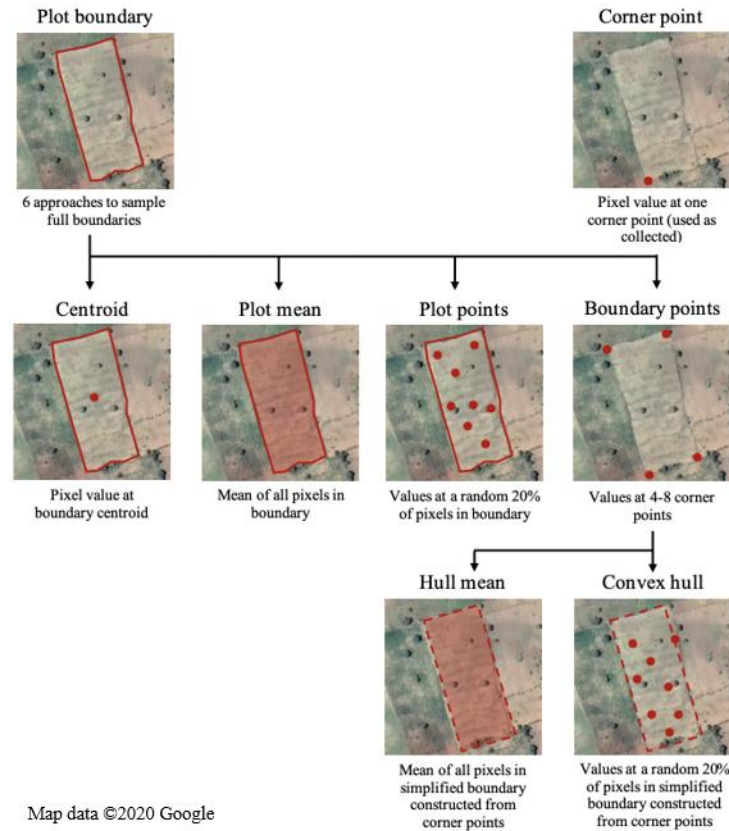 Plot boundary
Corner point
6 approaches to sample
full boundaries
Pixel value at one
corner point (used as
collected)
Centroid
Plot mean
Plot points
Boundary points
Pixel value at
boundary centroid
Mean of all pixels in
boundary
Values at a random 20%
of pixels in boundary
Values at 4-8 corner
points
Hull mean
Convex hull
Mean of all pixels in
simplified boundary
constructed from
corner points
Values at a random 20%
of pixels in simplified
boundary constructed
from corner points
Map data ©2020 Google